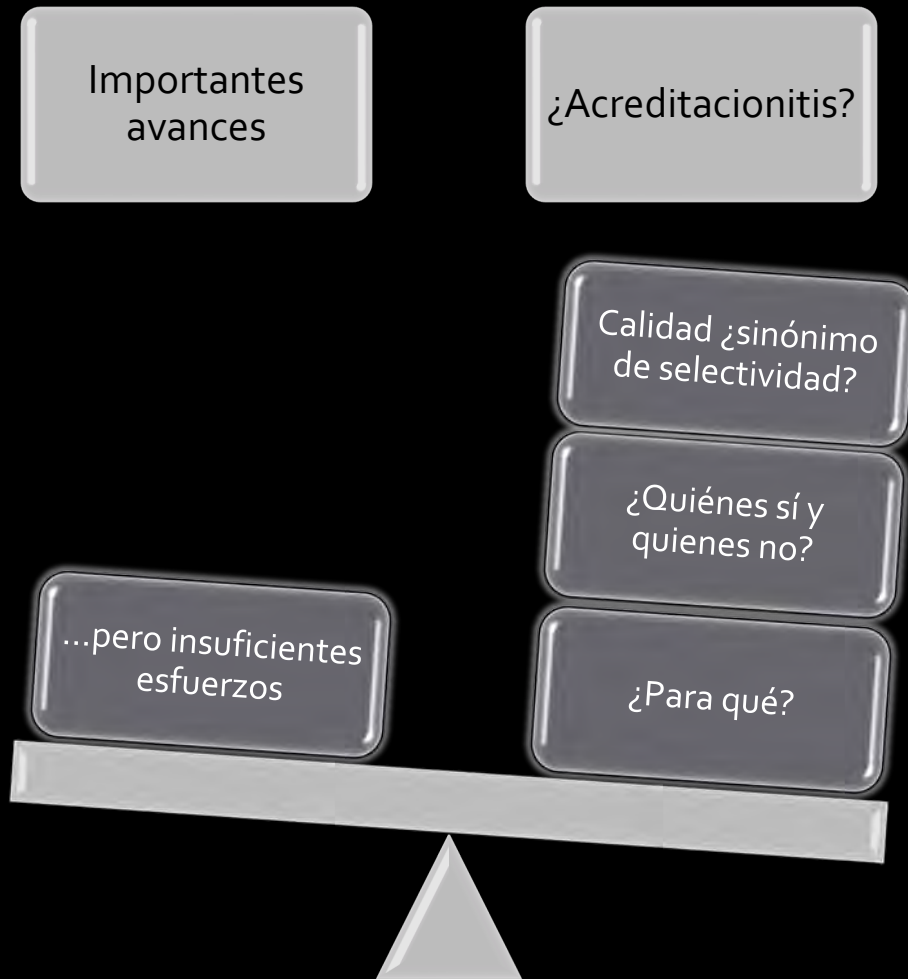 Importantes
avances
¿Acreditacionitis?
Calidad ¿sinónimo
de selectividad?
¿Quiénes sí y
quienes no?
...pero insuficientes
esfuerzos
¿Para qué?